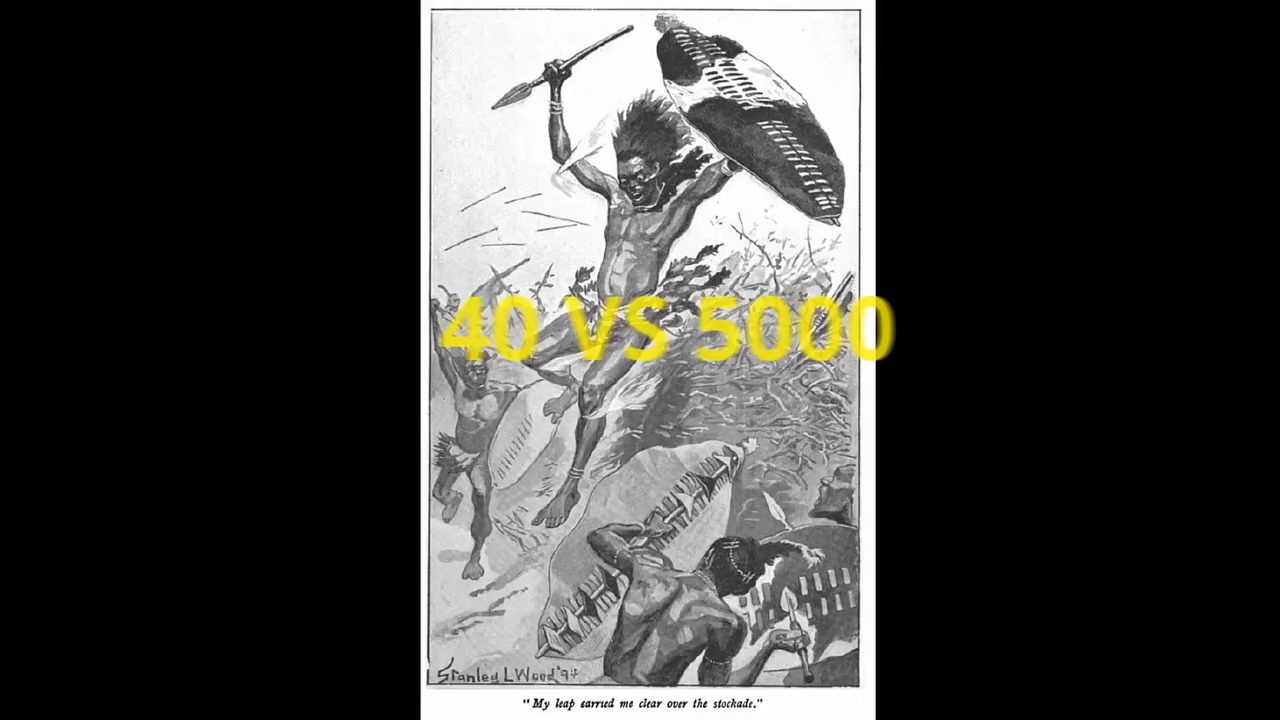 40 VS 5000
Stanley L Wood '94
"My leap carried me clear over the stockade."